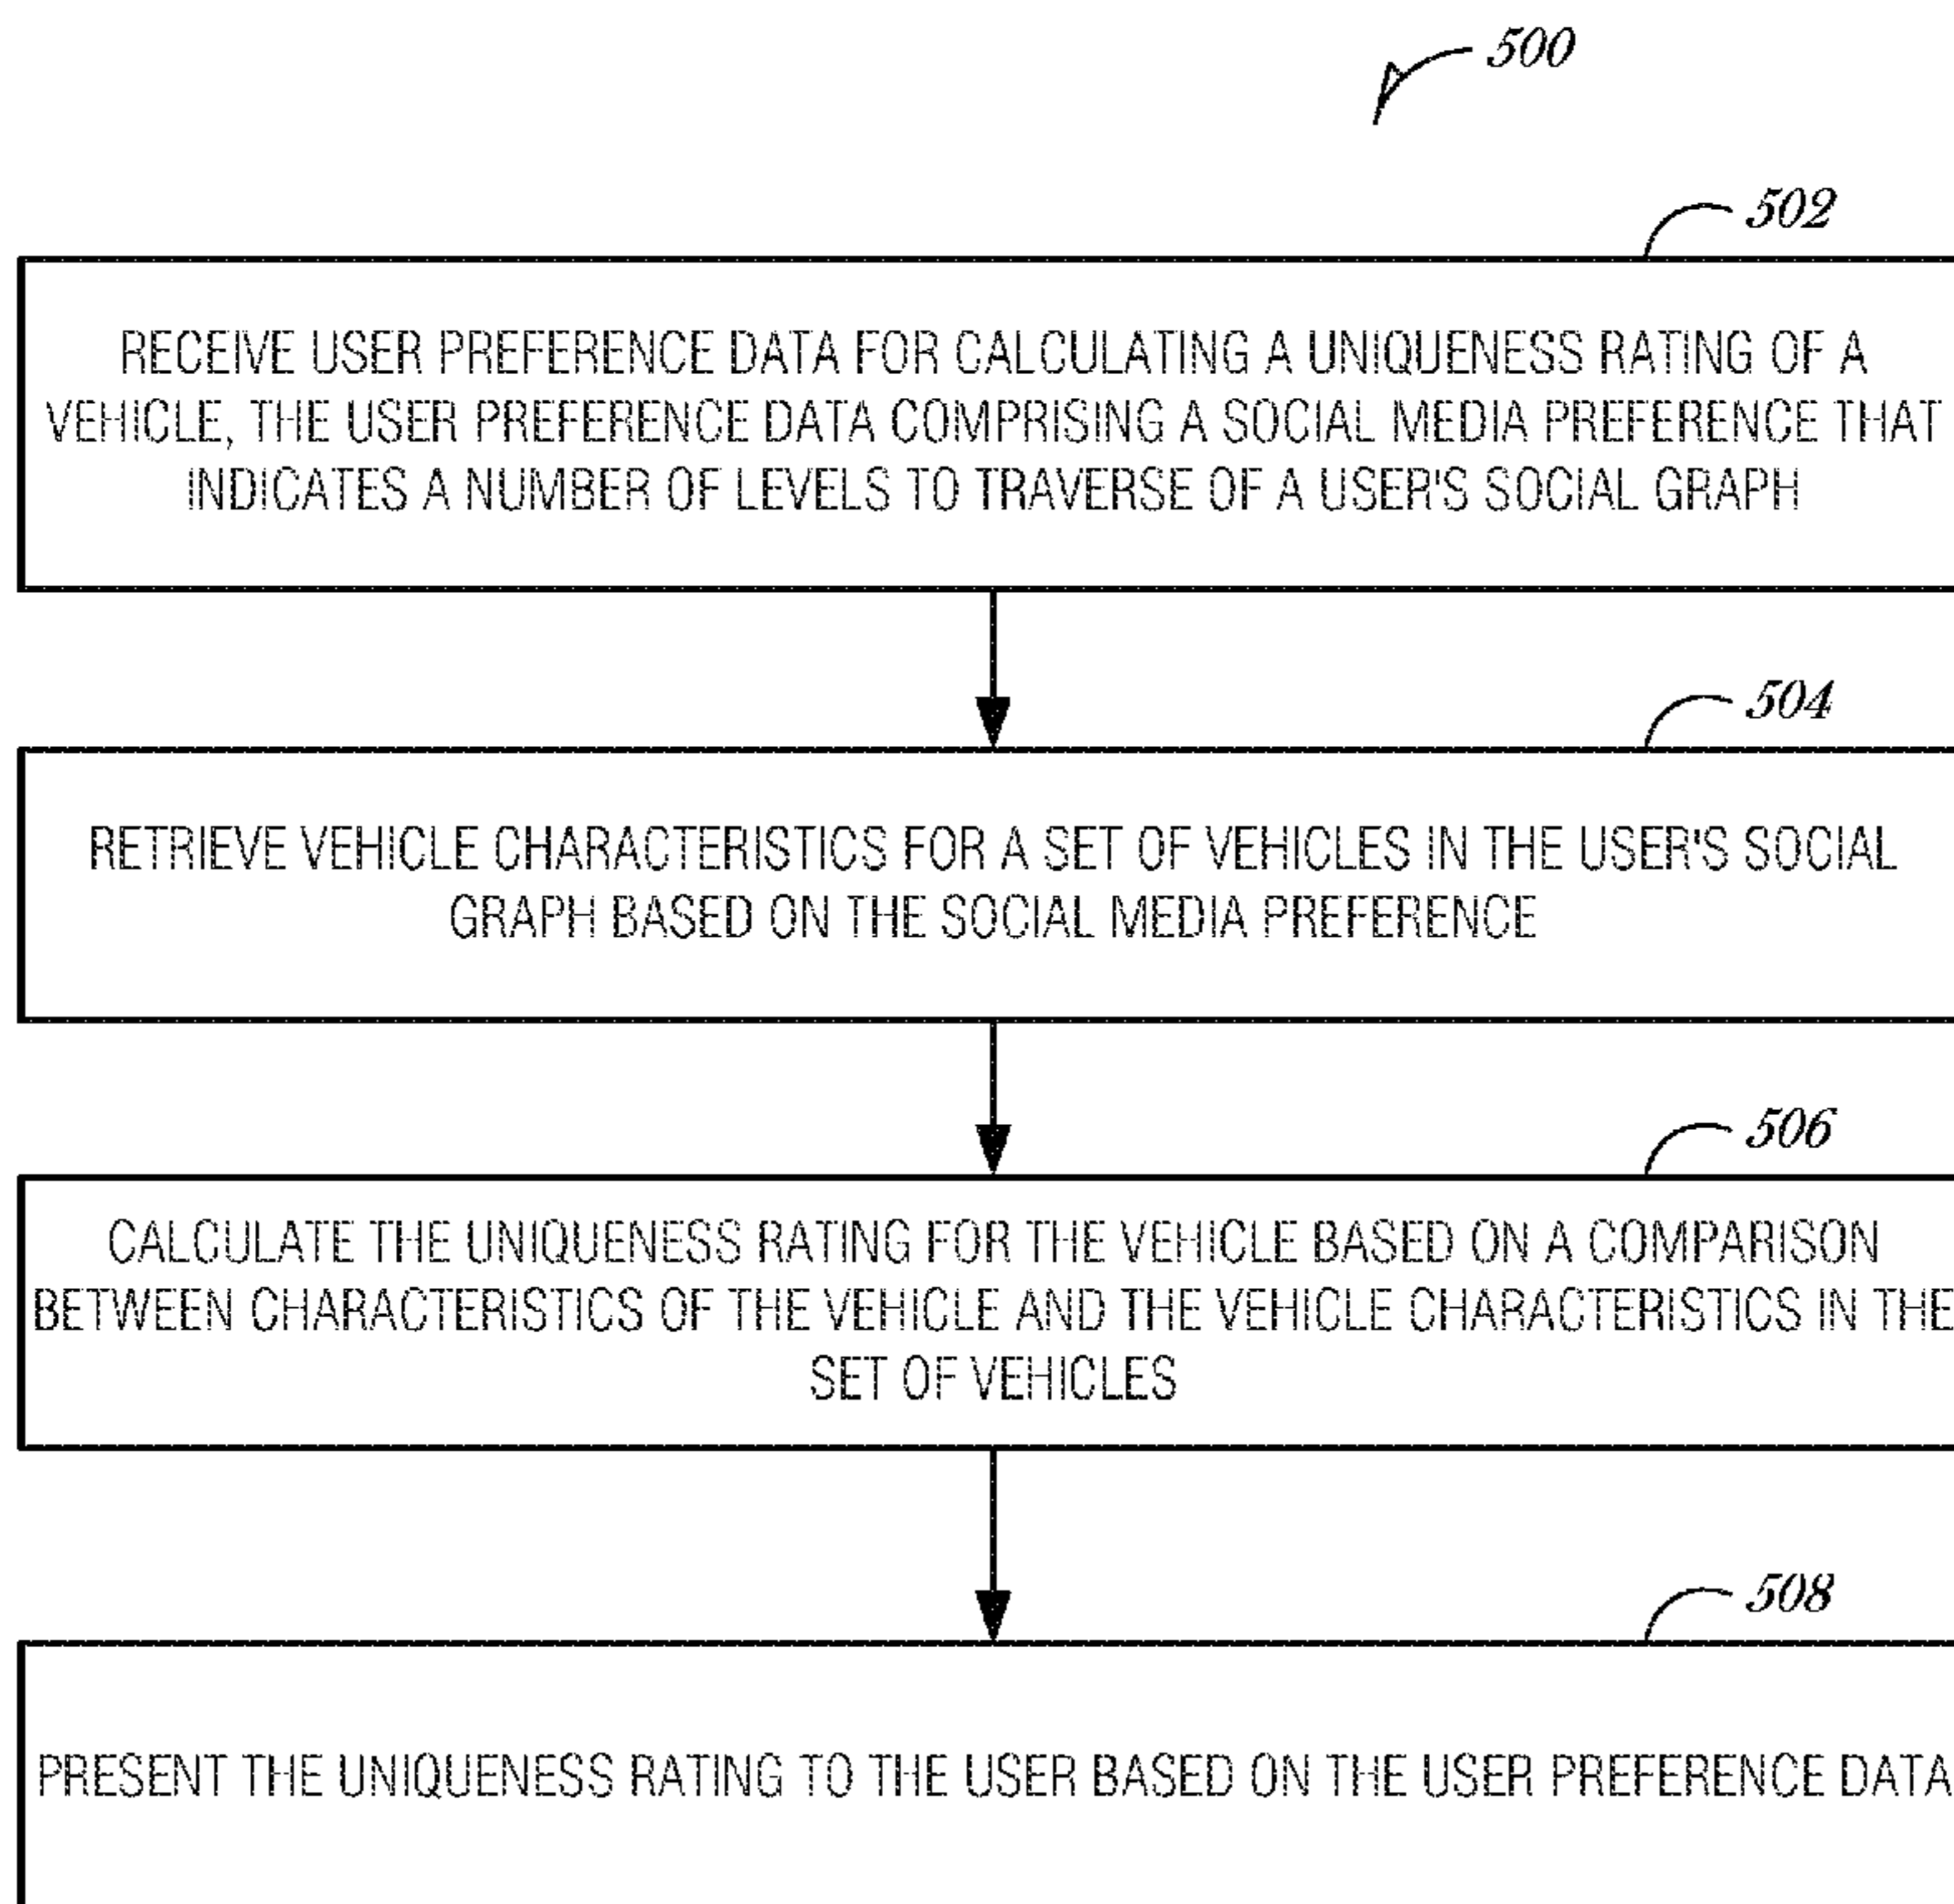 500
502
RECEIVE USER PREFERENCE DATA FOR CALCULATING A UNIQUENESS RATING OF A
VEHICLE, THE USER PREFERENCE DATA COMPRISING A SOCIAL MEDIA PREFERENCE THAT
INDICATES A NUMBER OF LEVELS TO TRAVERSE OF A USER'S SOCIAL GRAPH
504
RETRIEVE VEHICLE CHARACTERISTICS FOR A SET OF VEHICLES IN THE USER'S SOCIAL
GRAPH BASED ON THE SOCIAL MEDIA PREFERENCE
506
CALCULATE THE UNIQUENESS RATING FOR THE VEHICLE BASED ON A COMPARISON
BETWEEN CHARACTERISTICS OF THE VEHICLE AND THE VEHICLE CHARACTERISTICS IN THE
SET OF VEHICLES
508
PRESENT THE UNIQUENESS RATING TO THE USER BASED ON THE USER PREFERENCE DATA